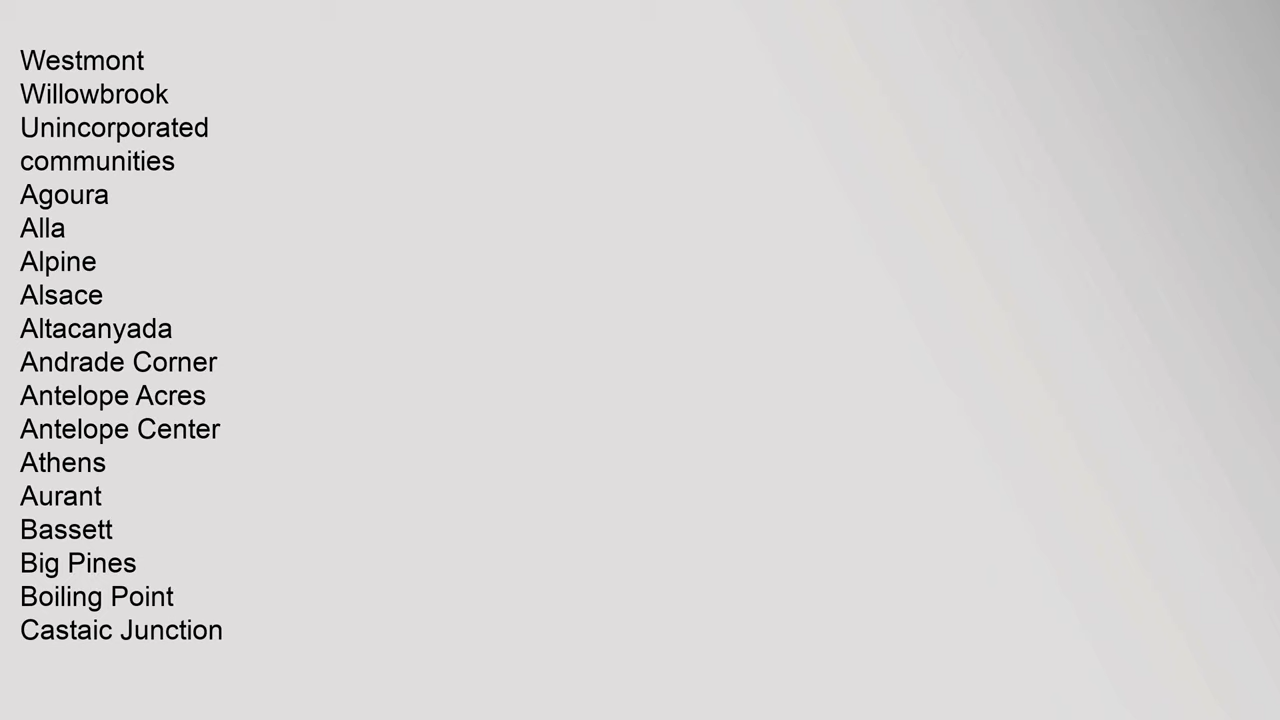 Westmont
Willowbrook
Unincorporated
communities
Agoura
Alla
Alpine
Alsace
Altacanyada
Andrade Corner
Antelope Acres
Antelope Center
Athens
Aurant
Bassett
Big Pines
Boiling Point
Castaic Junction